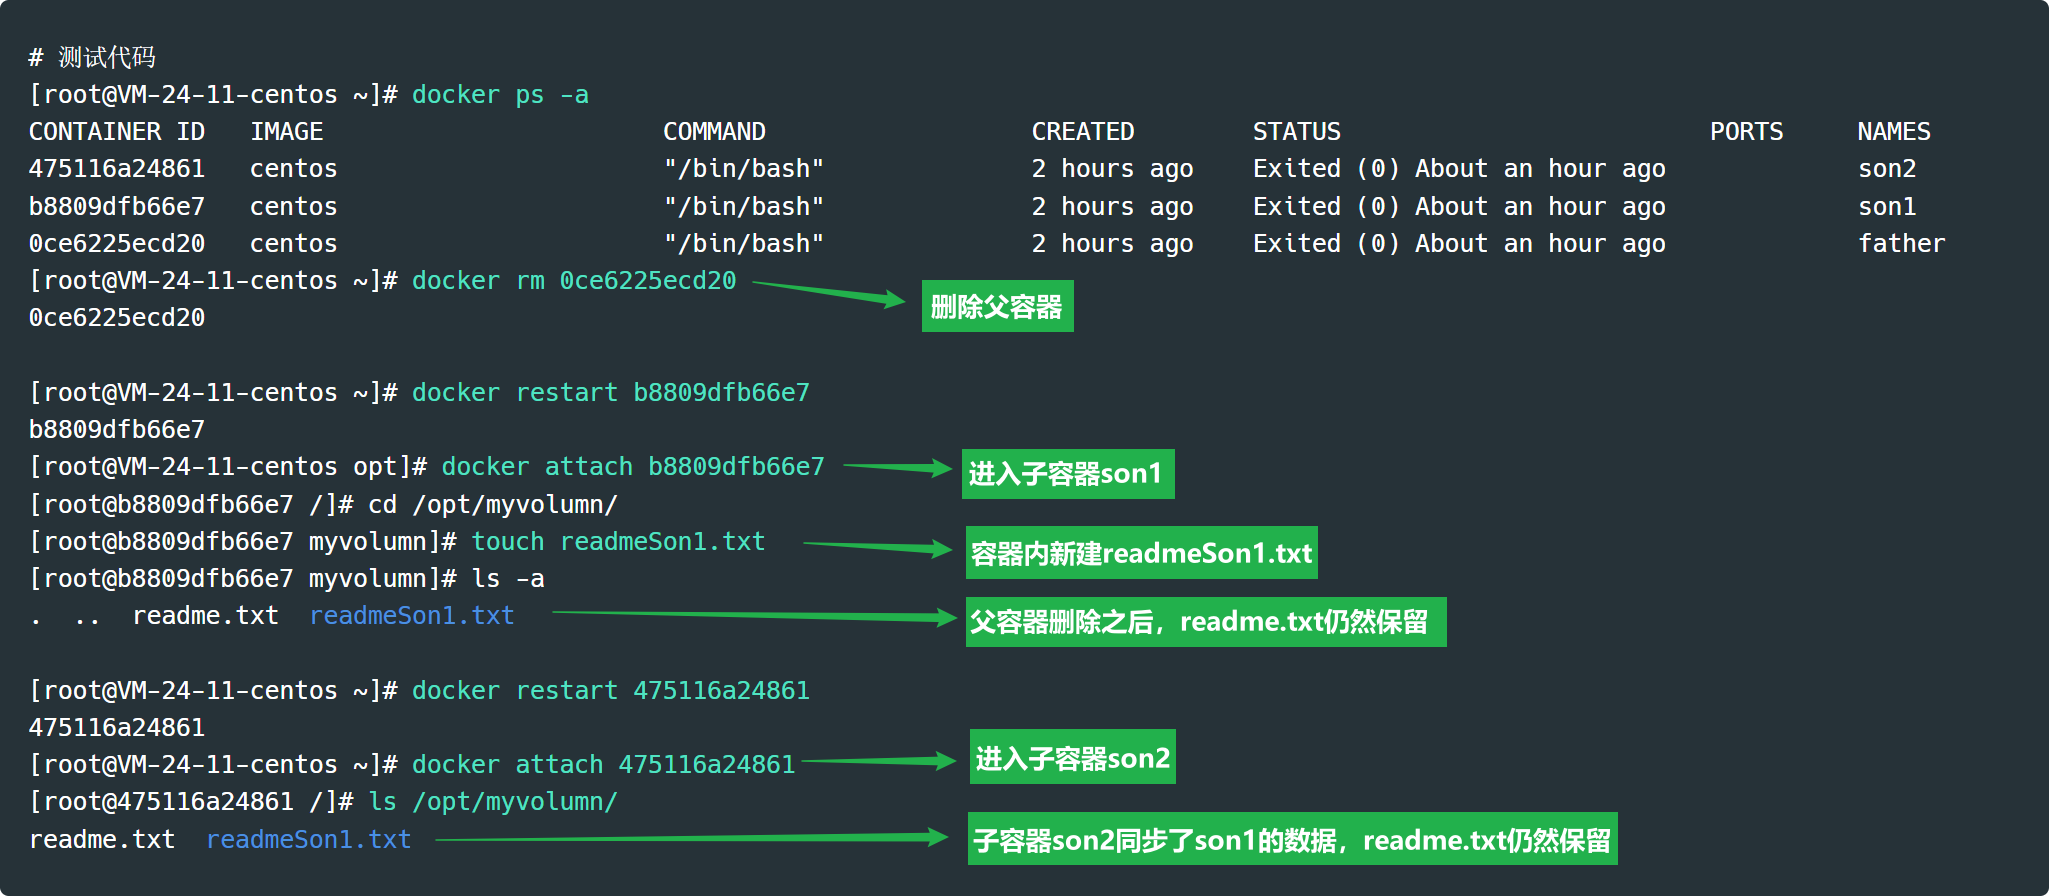 # 测试代码
[root@VM-24-11-centos ~]# docker ps -a
CONTAINER ID   IMAGE                       COMMAND                  CREATED        STATUS                         PORTS     NAMES
475116a24861   centos                      "/bin/bash"              2 hours ago    Exited (0) About an hour ago             son2
b8809dfb66e7   centos                      "/bin/bash"              2 hours ago    Exited (0) About an hour ago             son1
0ce6225ecd20   centos                      "/bin/bash"              2 hours ago    Exited (0) About an hour ago             father
[root@VM-24-11-centos ~]# docker rm 0ce6225ecd20
删除父容器
0ce6225ecd20
[root@VM-24-11-centos ~]# docker restart b8809dfb66e7
b8809dfb66e7
[root@VM-24-11-centos opt]# docker attach b8809dfb66e7
进入子容器son1
[root@b8809dfb66e7 /]# cd /opt/myvolumn/
[root@b8809dfb66e7 myvolumn]# touch readmeSon1.txt
容器内新建readmeSon1.txt
[root@b8809dfb66e7 myvolumn]# ls -a
.  ..  readme.txt  readmeSon1.txt
父容器删除之后，readme.txt仍然保留
[root@VM-24-11-centos ~]# docker restart 475116a24861
475116a24861
[root@VM-24-11-centos ~]# docker attach 475116a24861
进入子容器son2
[root@475116a24861 /]# ls /opt/myvolumn/
readme.txt  readmeSon1.txt
子容器son2同步了son1的数据，readme.txt仍然保留